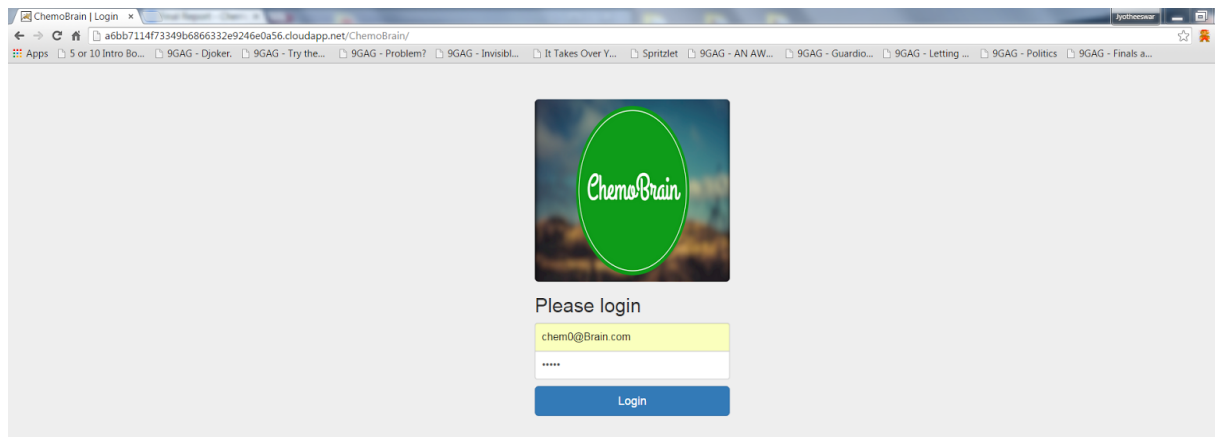 ChemoBrain | Login
Jyotheeswar
a6bb7114f73349b6866332e9246e0a56.cloudapp.net/ChemoBrain/
Apps 5 or 10 Intro Bo... 9GAG - Djoker. 9GAG - Try the... 9GAG - Problem? 9GAG - Invisibl... It Takes Over Y... Spritzlet 9GAG - AN AW... 9GAG - Guardio... 9GAG - Letting ... 9GAG - Politics 9GAG - Finals a...
ChemoBrain
Please login
chem0@Brain.com
•••••
Login